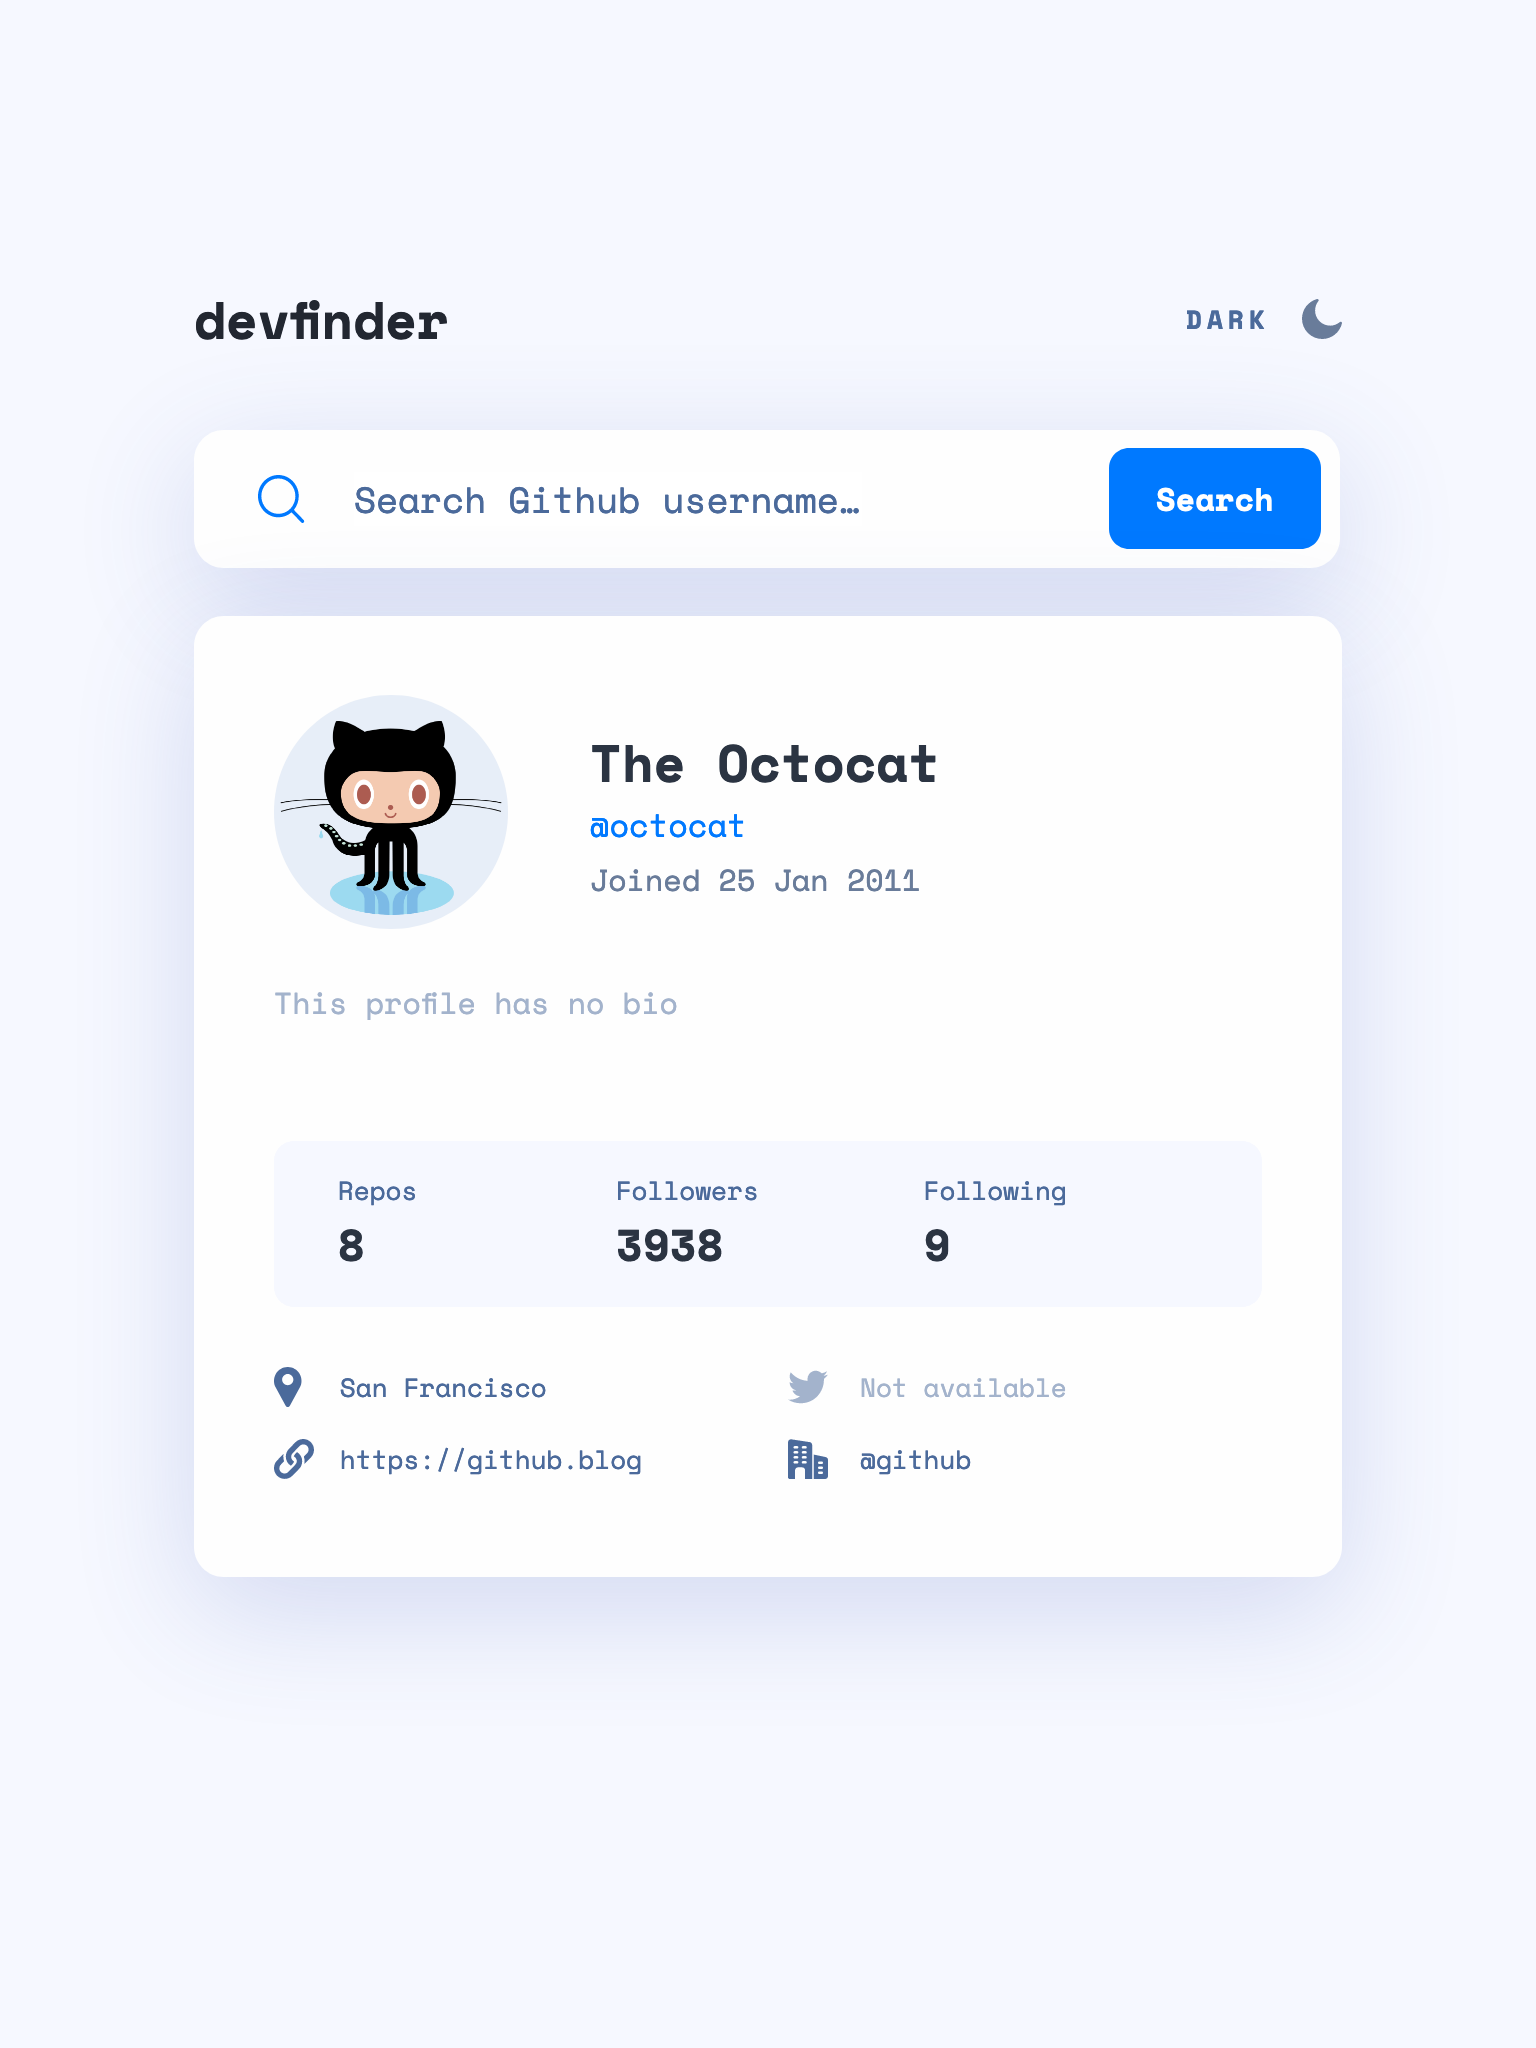 devfinder
DARK
Search Github username…
Search
The Octocat
@octocat
Joined 25 Jan 2011
This profile has no bio
Repos
Followers
Following
8
3938
9
San Francisco
Not available
https://github.blog
@github